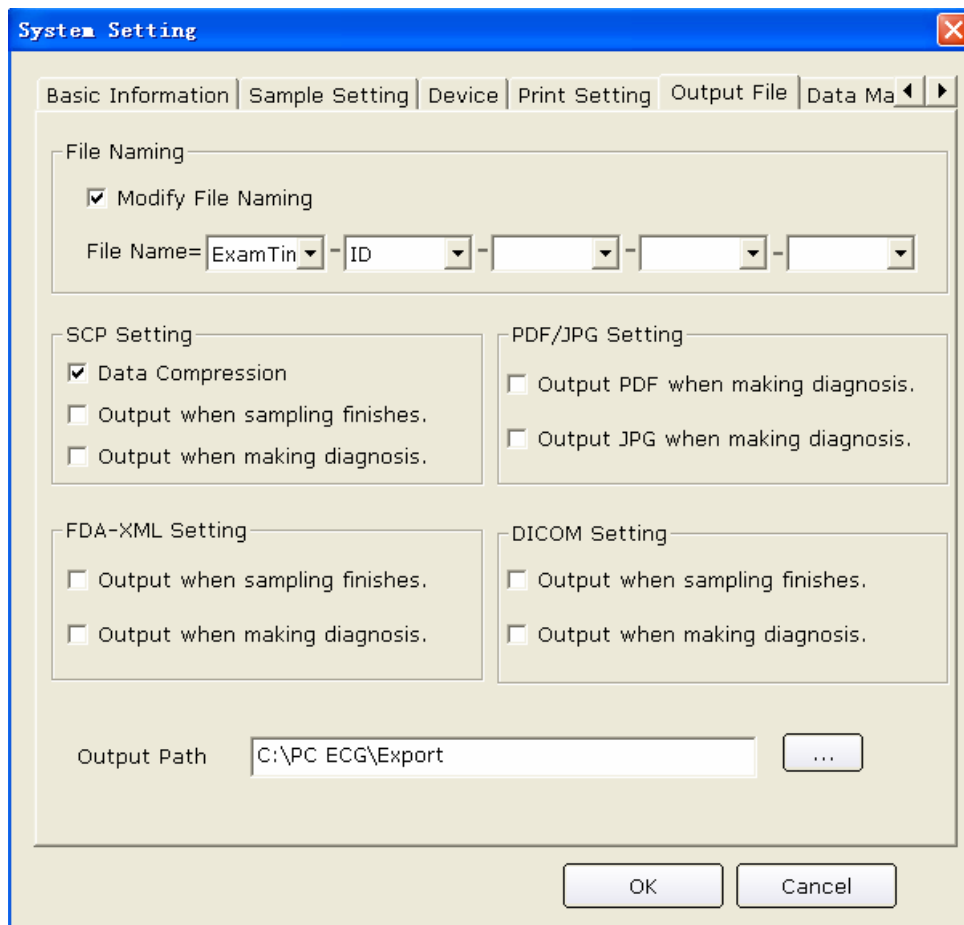 System Setting
Basic Information Sample Setting Device Print Setting Output File Data Ma
File Naming
Modify File Naming
File Name= ExamTin - ID - - -
SCP Setting
Data Compression
Output when sampling finishes.
Output when making diagnosis.
PDF/JPG Setting
Output PDF when making diagnosis.
Output JPG when making diagnosis.
FDA-XML Setting
Output when sampling finishes.
Output when making diagnosis.
DICOM Setting
Output when sampling finishes.
Output when making diagnosis.
Output Path C:\PC ECG\Export ...
OK Cancel